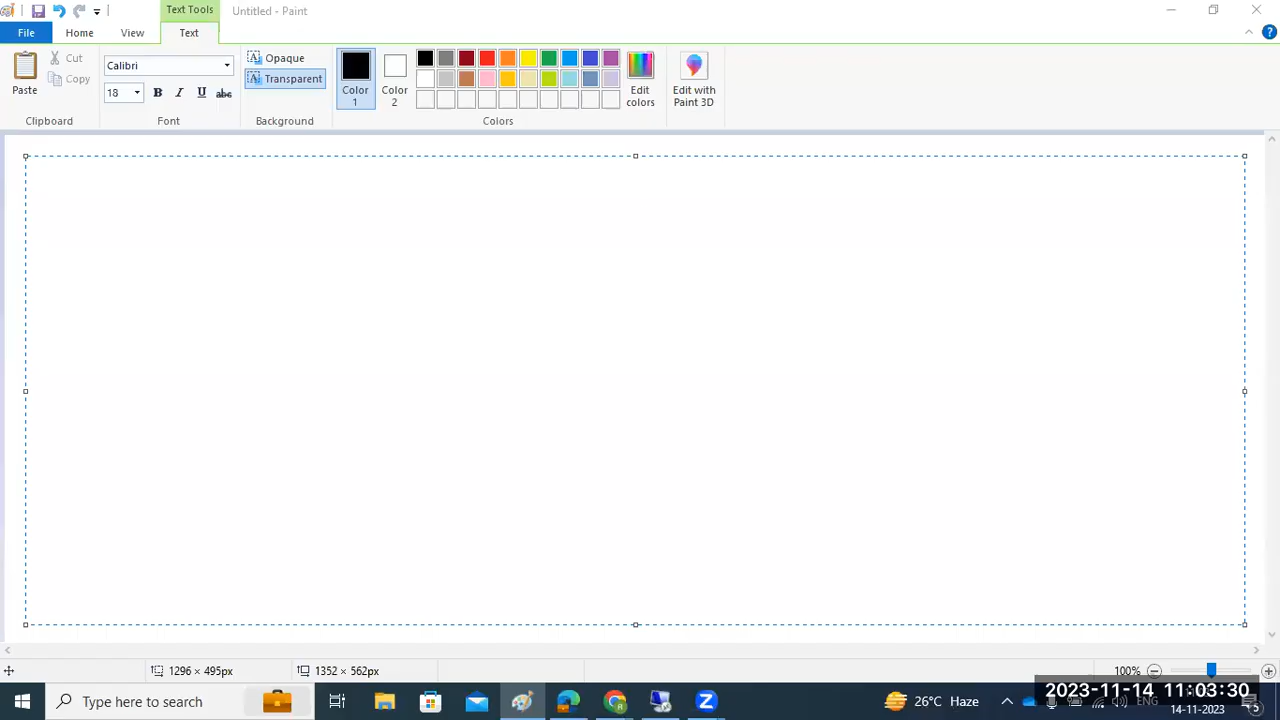 Text Tools
Untitled - Paint
File
Home
View
Text
Paste
Cut
Copy
Clipboard
Calibri
18
B
I
U
abc
Font
Opaque
Transparent
Background
Color 1
Color 2
Edit colors
Colors
Edit with Paint 3D
1296 × 495px
1352 × 562px
100%
Type here to search
26°C Haze
ENG
2023-11-14 11:03:30
14-11-2023